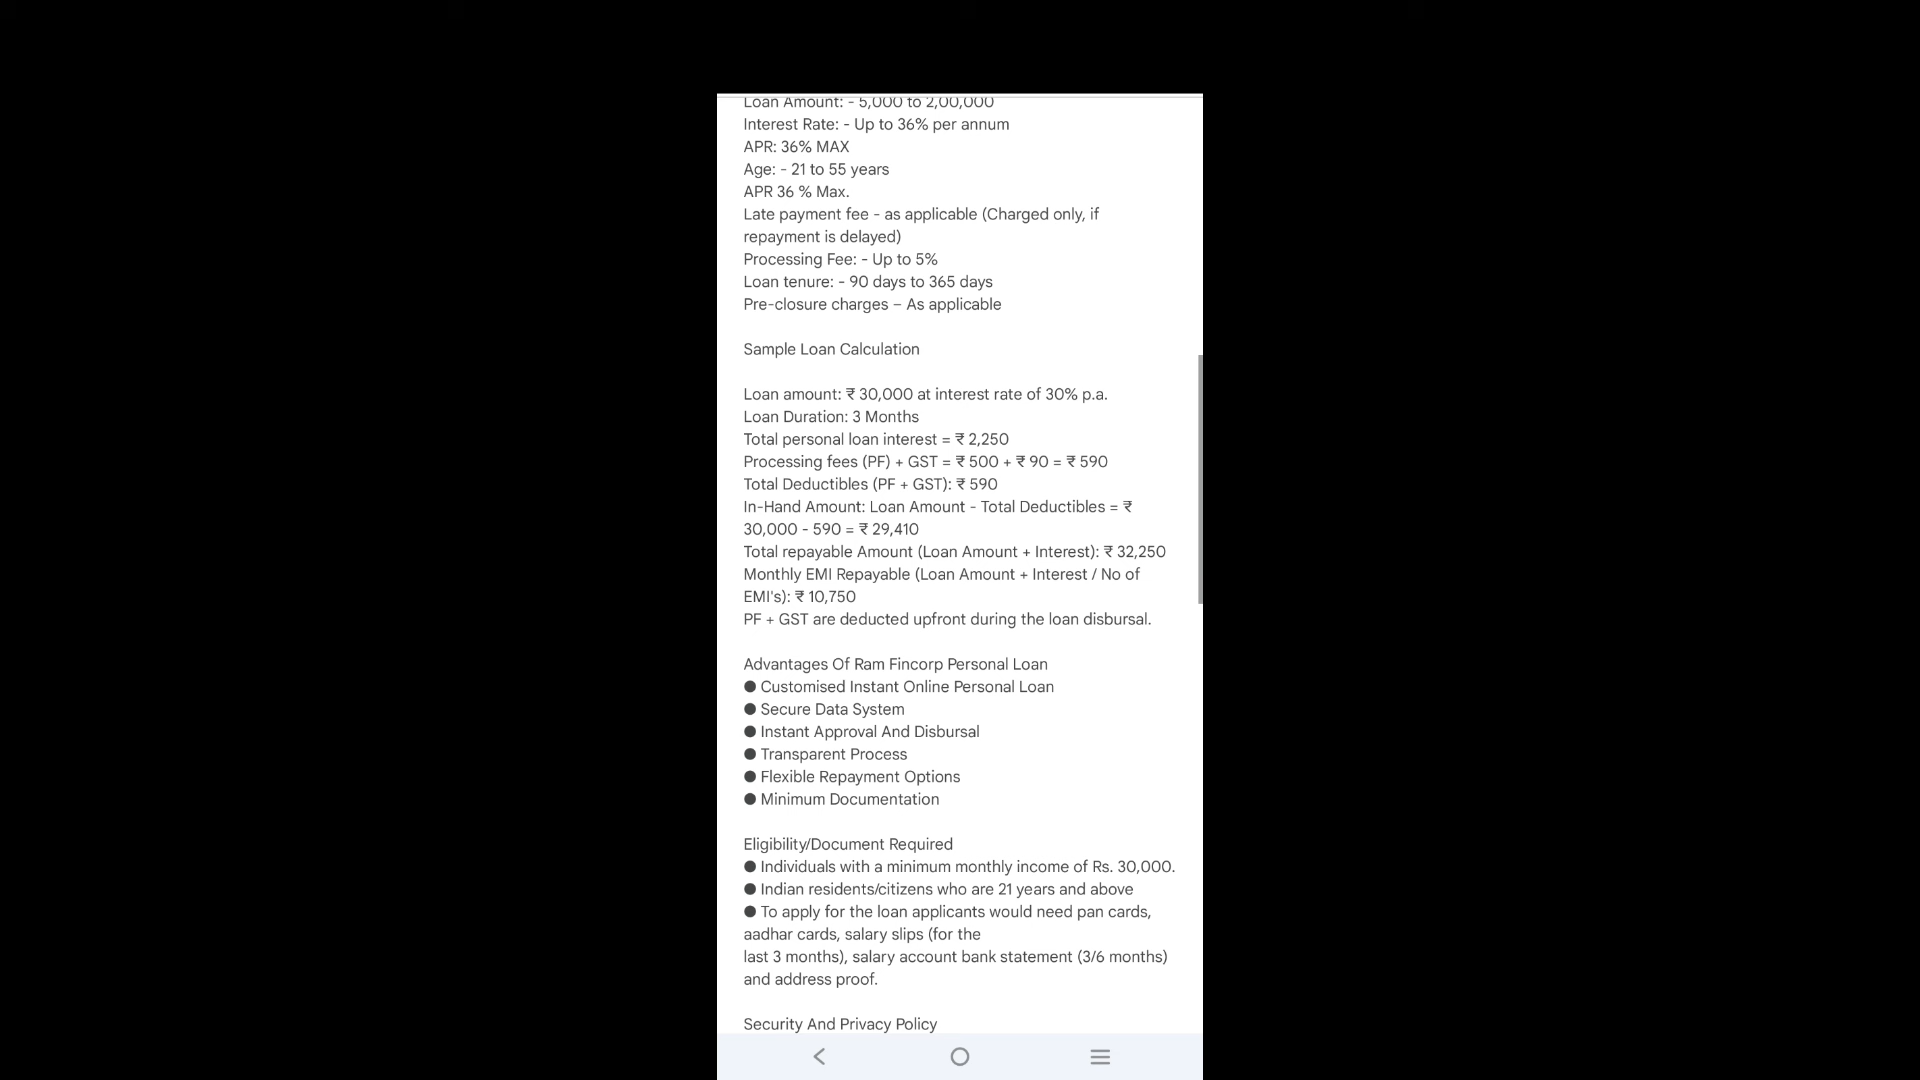 Loan Amount: - 5,000 to 2,00,000
Interest Rate: - Up to 36% per annum
APR: 36% MAX
Age: - 21 to 55 years
APR 36 % Max.
Late payment fee - as applicable (Charged only, if
repayment is delayed)
Processing Fee: - Up to 5%
Loan tenure: - 90 days to 365 days
Pre-closure charges – As applicable
Sample Loan Calculation
Loan amount: ₹ 30,000 at interest rate of 30% p.a.
Loan Duration: 3 Months
Total personal loan interest = ₹ 2,250
Processing fees (PF) + GST = ₹ 500 + ₹ 90 = ₹ 590
Total Deductibles (PF + GST): ₹ 590
In-Hand Amount: Loan Amount - Total Deductibles = ₹
30,000 - 590 = ₹ 29,410
Total repayable Amount (Loan Amount + Interest): ₹ 32,250
Monthly EMI Repayable (Loan Amount + Interest / No of
EMI's): ₹ 10,750
PF + GST are deducted upfront during the loan disbursal.
Advantages Of Ram Fincorp Personal Loan
● Customised Instant Online Personal Loan
● Secure Data System
● Instant Approval And Disbursal
● Transparent Process
● Flexible Repayment Options
● Minimum Documentation
Eligibility/Document Required
● Individuals with a minimum monthly income of Rs. 30,000.
● Indian residents/citizens who are 21 years and above
● To apply for the loan applicants would need pan cards,
aadhar cards, salary slips (for the
last 3 months), salary account bank statement (3/6 months)
and address proof.
Security And Privacy Policy